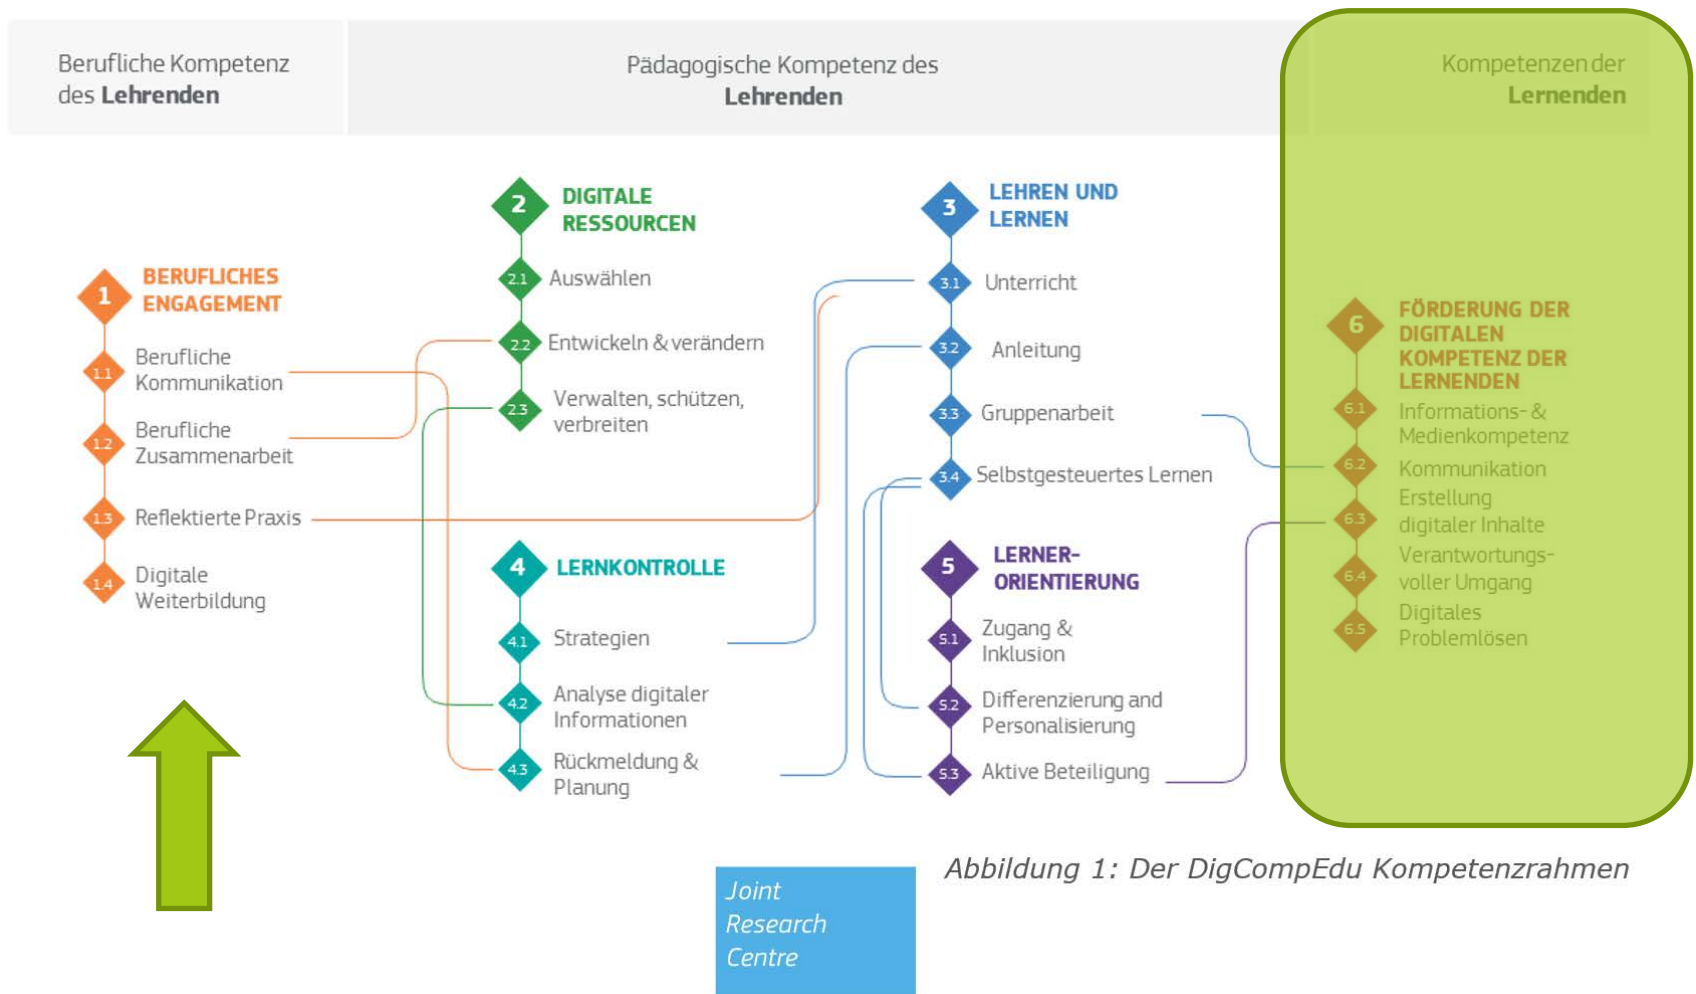 Berufliche Kompetenz
des Lehrenden
Pädagogische Kompetenz des
Lehrenden
Kompetenzen der
Lernenden
1
BERUFLICHES
ENGAGEMENT
1.1
Berufliche
Kommunikation
1.2
Berufliche
Zusammenarbeit
1.3
Reflektierte Praxis
1.4
Digitale
Weiterbildung
2
DIGITALE
RESSOURCEN
2.1
Auswählen
2.2
Entwickeln & verändern
2.3
Verwalten, schützen,
verbreiten
4
LERNKONTROLLE
4.1
Strategien
4.2
Analyse digitaler
Informationen
4.3
Rückmeldung &
Planung
3
LEHREN UND
LERNEN
3.1
Unterricht
3.2
Anleitung
3.3
Gruppenarbeit
3.4
Selbstgesteuertes Lernen
5
LERNER-
ORIENTIERUNG
5.1
Zugang &
Inklusion
5.2
Differenzierung and
Personalisierung
5.3
Aktive Beteiligung
6
FÖRDERUNG DER
DIGITALEN
KOMPETENZ DER
LERNENDEN
6.1
Informations- &
Medienkompetenz
6.2
Kommunikation
6.3
Erstellung
digitaler Inhalte
6.4
Verantwortungs-
voller Umgang
6.5
Digitales
Problemlösen
Abbildung 1: Der DigCompEdu Kompetenzrahmen
Joint
Research
Centre